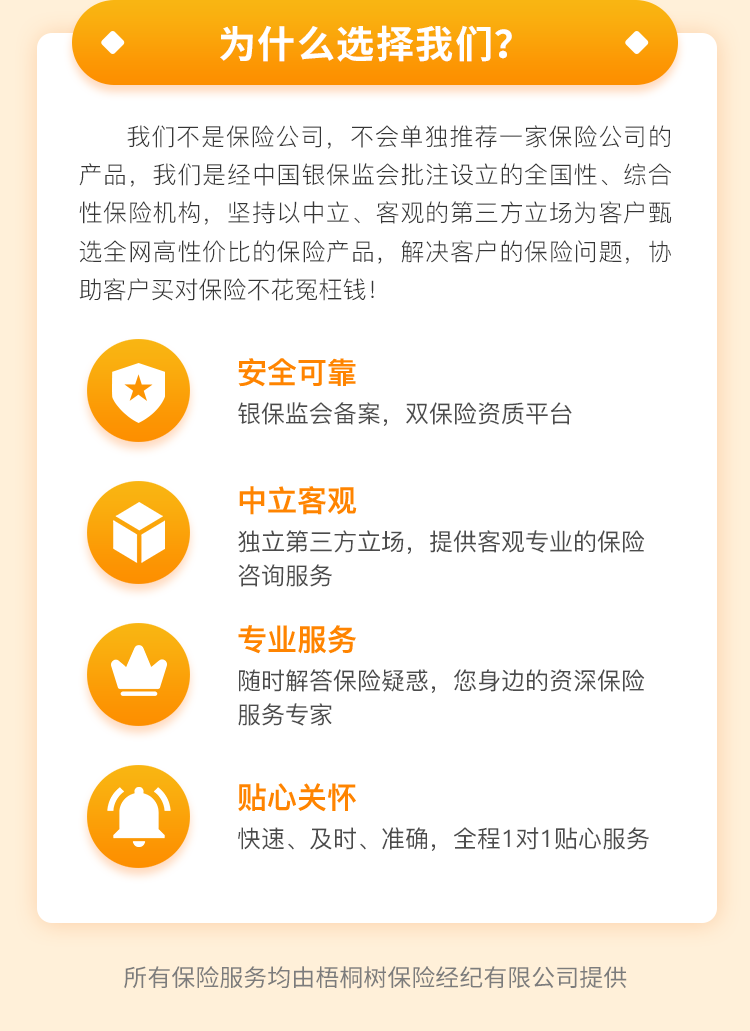 为什么选择我们？
我们不是保险公司，不会单独推荐一家保险公司的
产品，我们是经中国银保监会批注设立的全国性、综合
性保险机构，坚持以中立、客观的第三方立场为客户甄
选全网高性价比的保险产品，解决客户的保险问题，协
助客户买对保险不花冤枉钱！
安全可靠
银保监会备案，双保险资质平台
中立客观
独立第三方立场，提供客观专业的保险
咨询服务
专业服务
随时解答保险疑惑，您身边的资深保险
服务专家
贴心关怀
快速、及时、准确，全程1对1贴心服务
所有保险服务均由梧桐树保险经纪有限公司提供